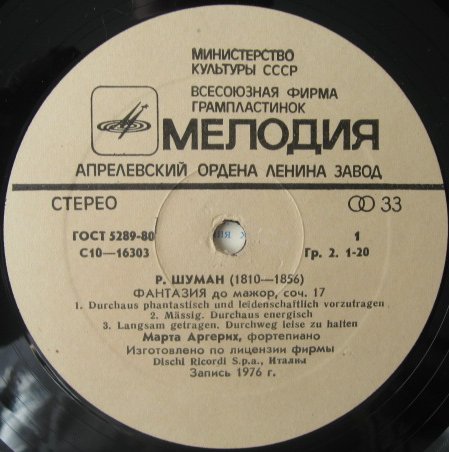 МИНИСТЕРСТВО
КУЛЬТУРЫ СССР
ВСЕСОЮЗНАЯ ФИРМА
ГРАМПЛАСТИНОК
МЕЛОДИЯ
АПРЕЛЕВСКИЙ ОРДЕНА ЛЕНИНА ЗАВОД
СТЕРЕО 33
ГОСТ 5289-80 1
С10—16303 Гр. 2. 1-20
Р. ШУМАН (1810—1856)
ФАНТАЗИЯ до мажор, соч. 17
1. Durchaus phantastisch und leidenschaftlich vorzutragen
2. Mässig. Durchaus energisch
3. Langsam getragen. Durchweg leise zu halten
Марта Аргерих, фортепиано
Изготовлено по лицензии фирмы
Dischi Ricordi S.p.a., Италия
Запись 1976 г.